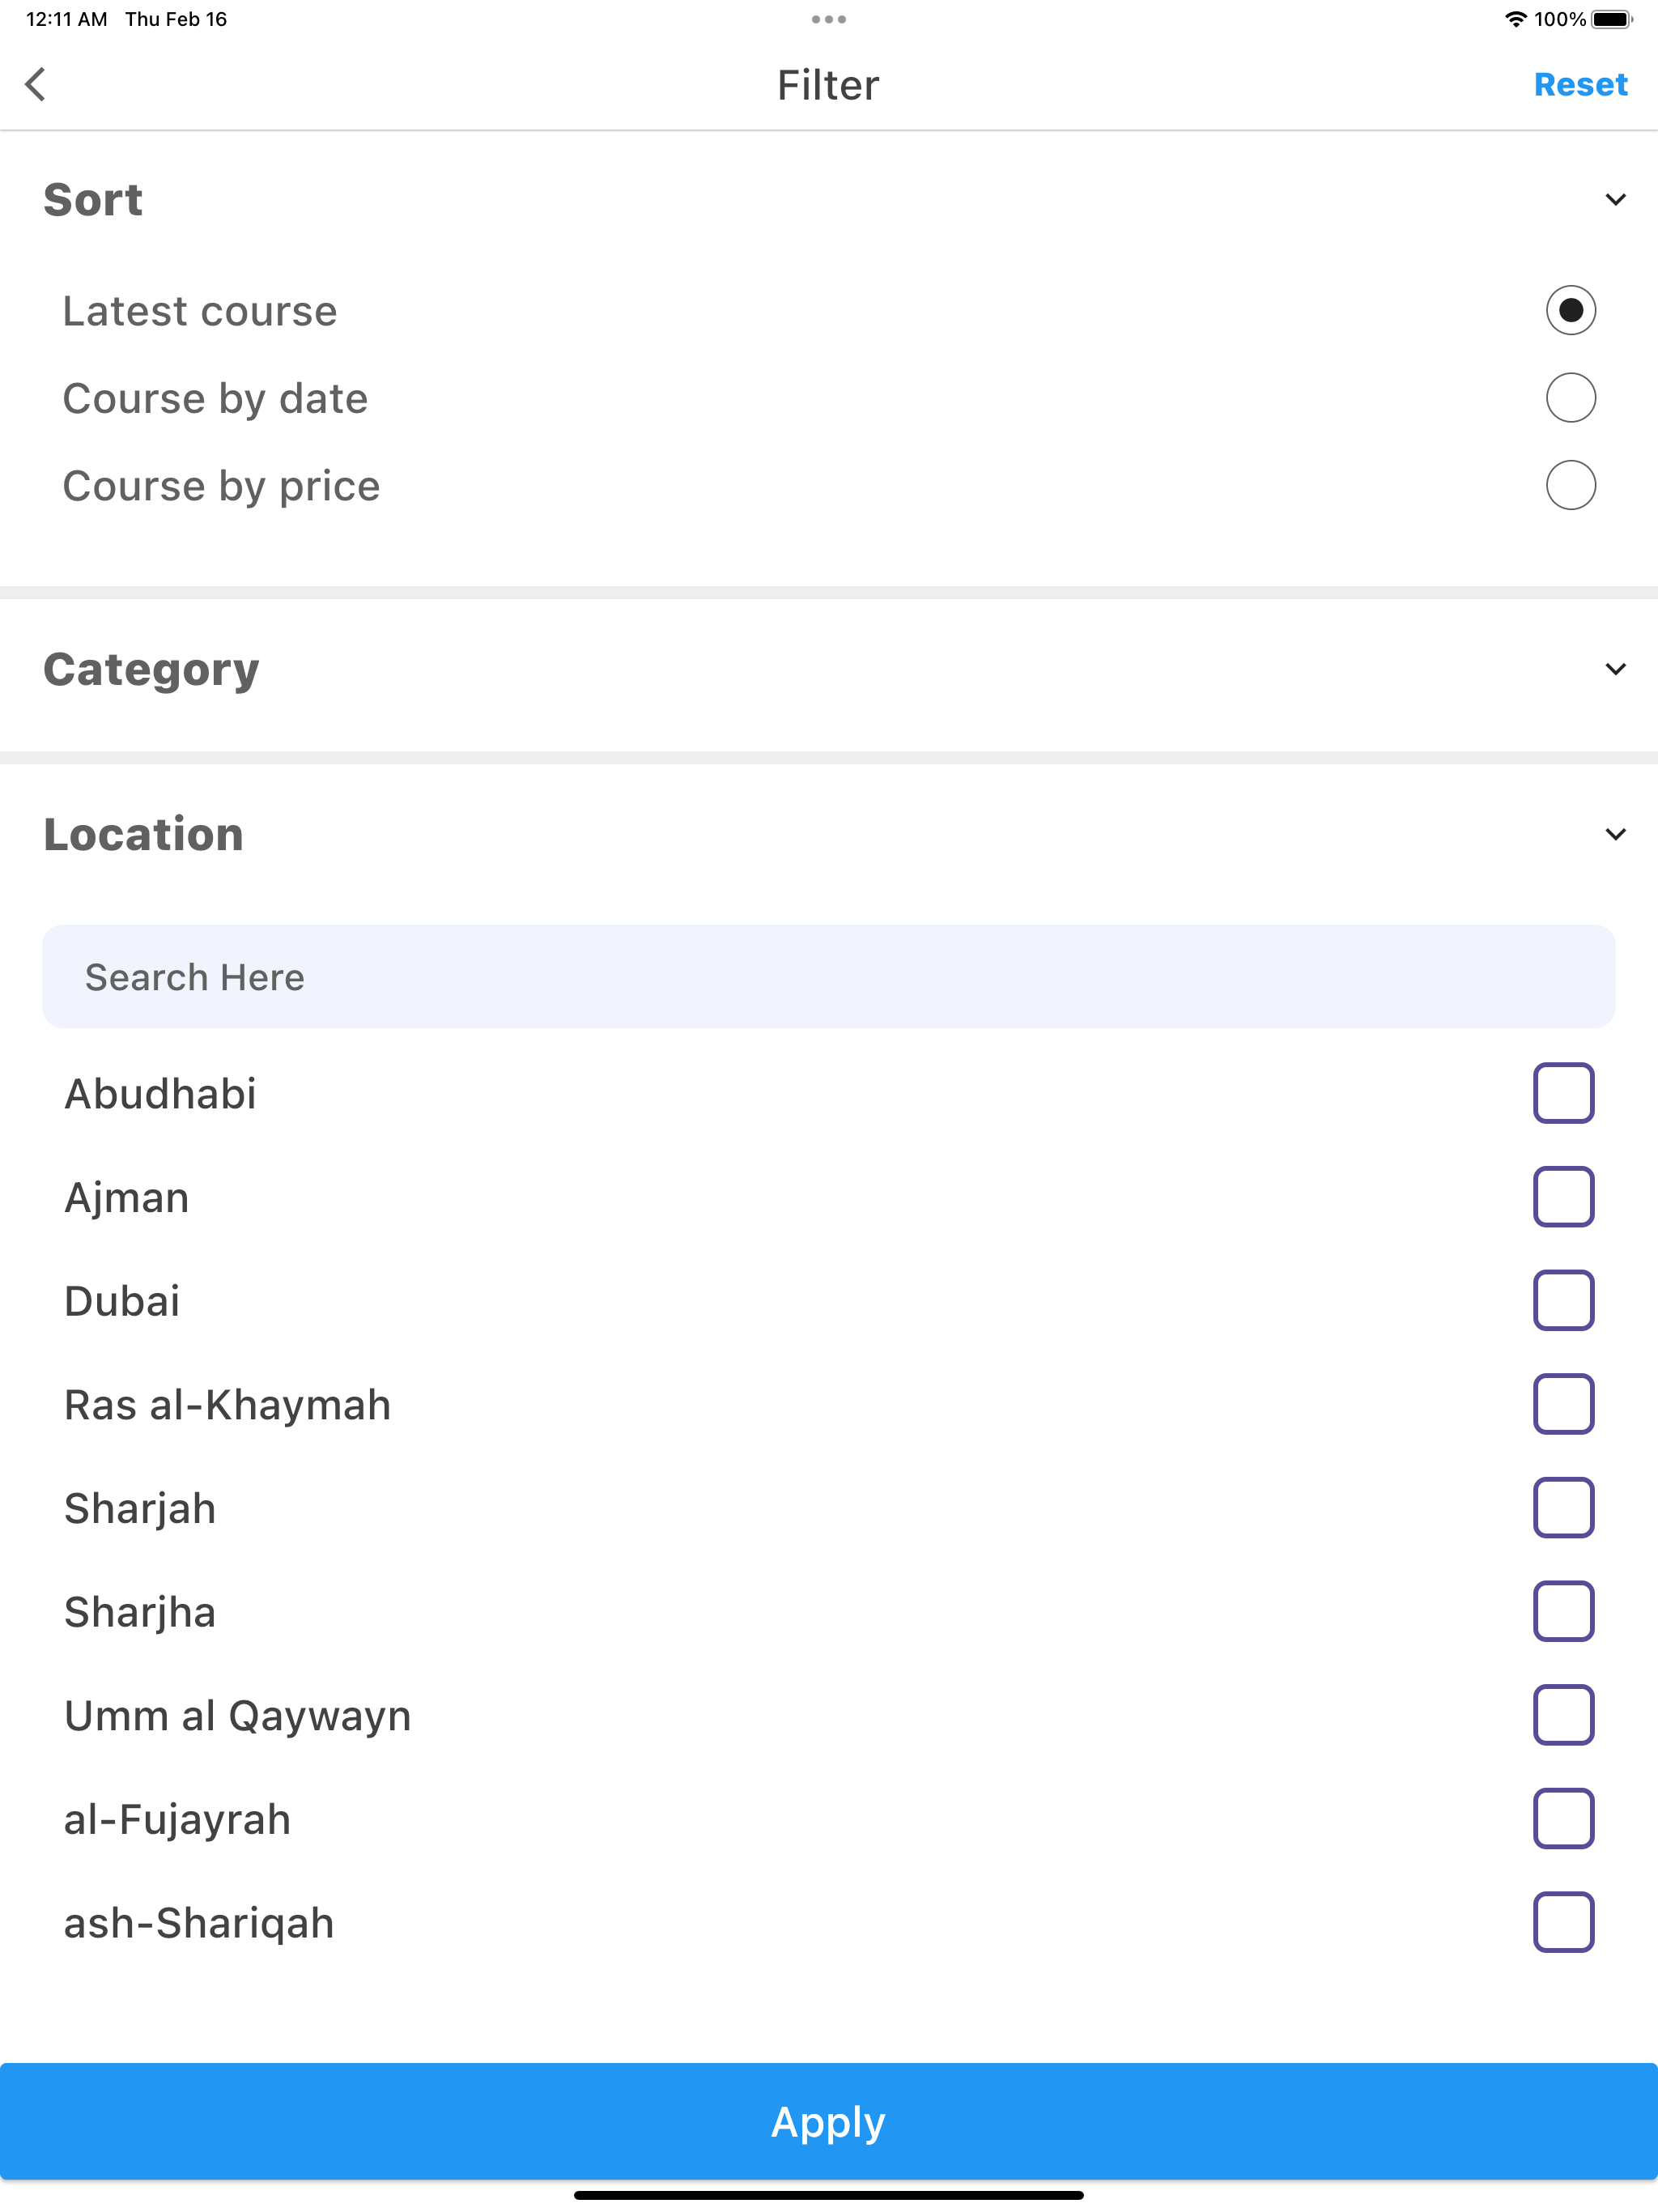 12:11 AM Thu Feb 16 100%
Filter
Reset
Sort
Latest course
Course by date
Course by price
Category
Location
Search Here
Abudhabi
Ajman
Dubai
Ras al-Khaymah
Sharjah
Sharjha
Umm al Qaywayn
al-Fujayrah
ash-Shariqah
Apply